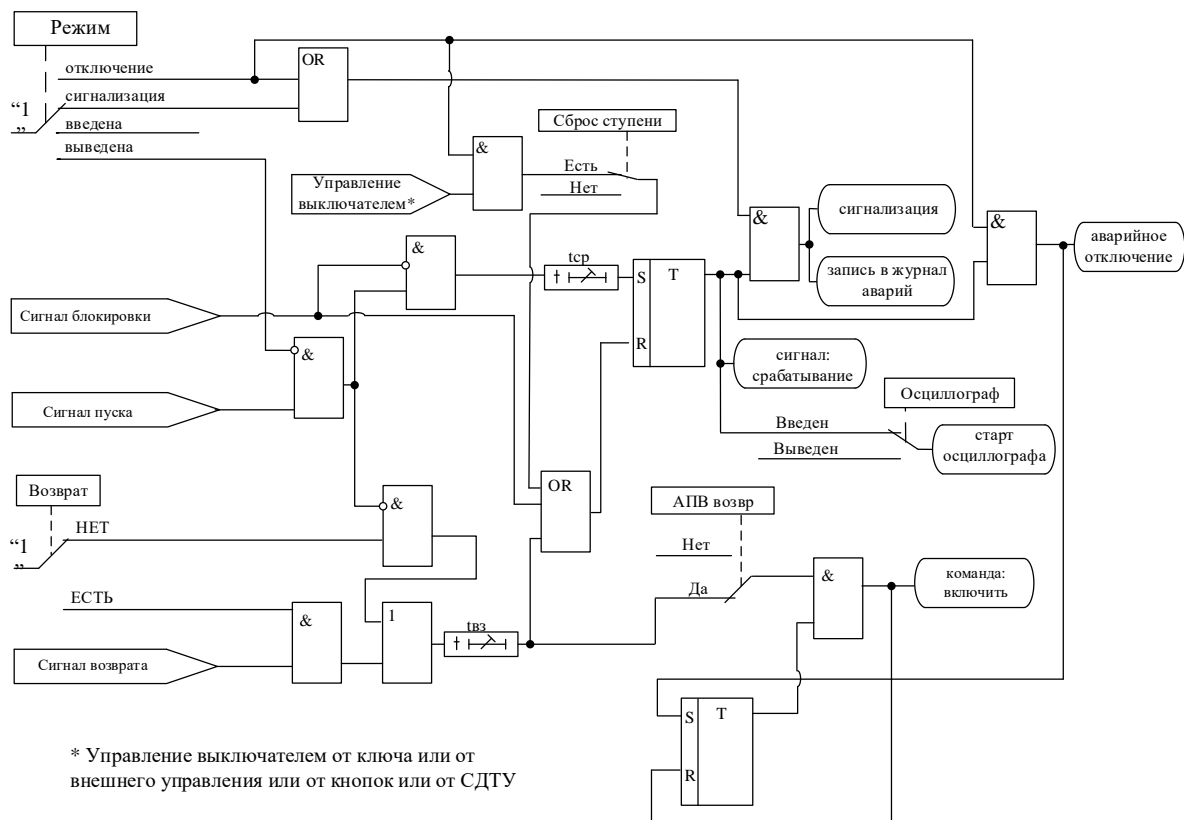 Режим
отключение
OR
“1
”
сигнализация
введена
выведена
Сброс ступени
&
Есть
Нет
Управление
выключателем*
&
сигнализация
&
аварийное
отключение
&
запись в журнал
аварий
tср
S
T
R
Сигнал блокировки
&
сигнал:
срабатывание
Сигнал пуска
Осциллограф
Введен
Выведен
старт
осциллографа
Возврат
OR
АПВ возвр
&
“1
”
НЕТ
Нет
ЕСТЬ
&
1
tвз
Да
&
команда:
включить
Сигнал возврата
S
T
R
* Управление выключателем от ключа или от
внешнего управления или от кнопок или от СДТУ